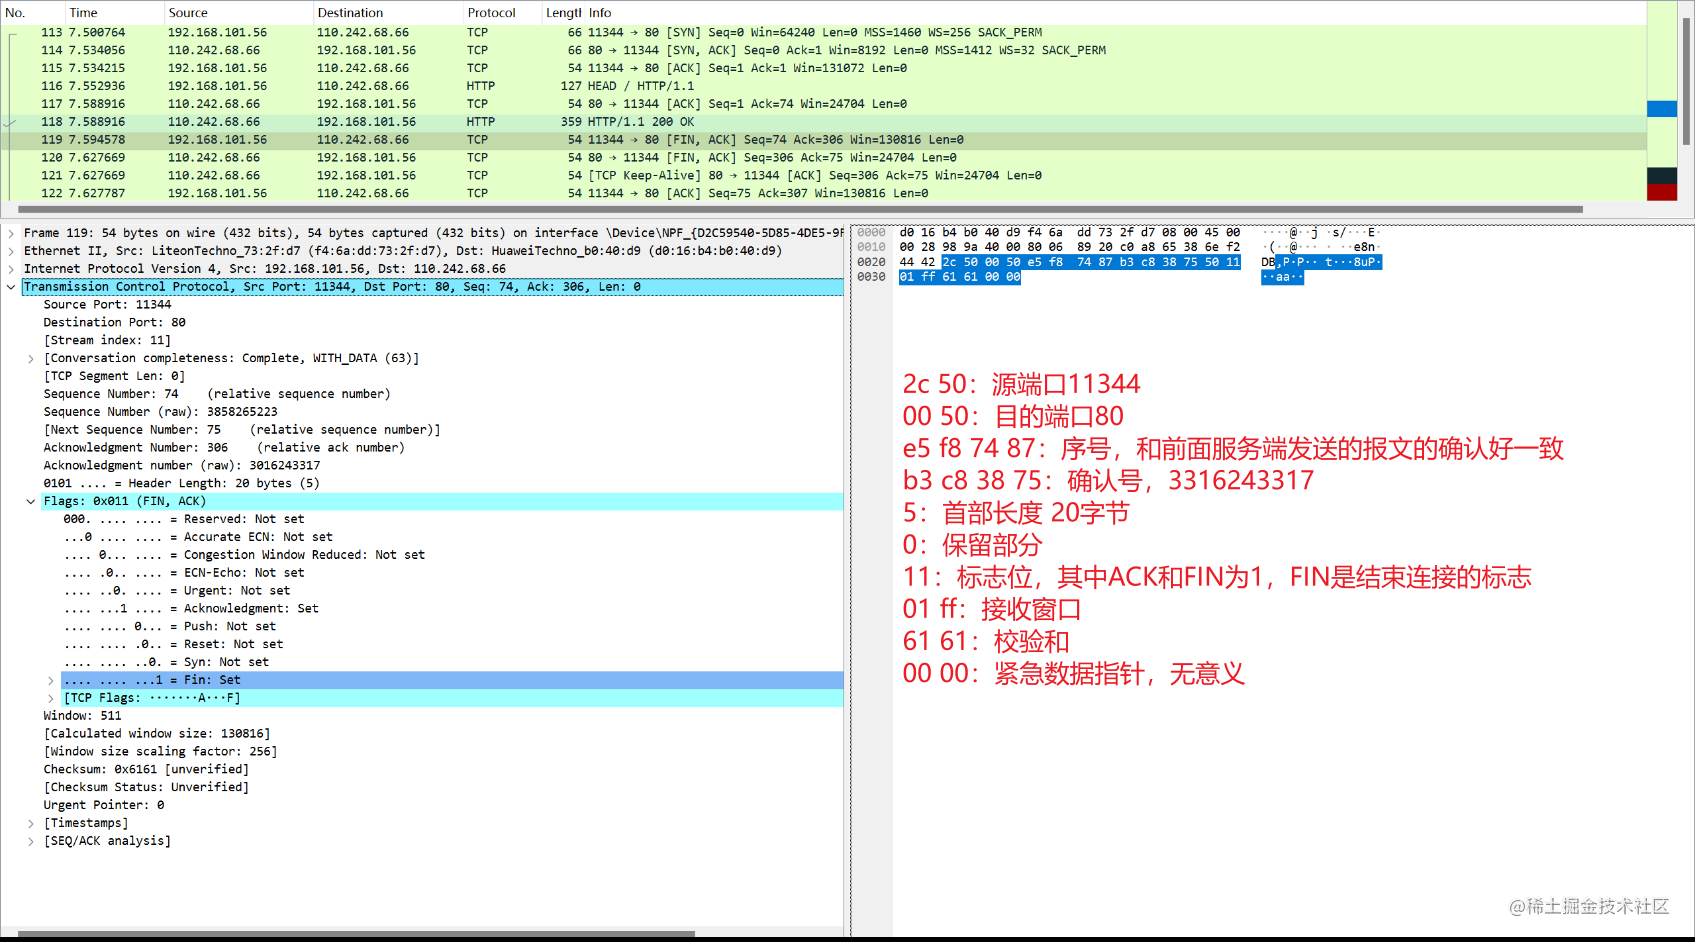 No. Time Source Destination Protocol Length Info
113 7.500764 192.168.101.56 110.242.68.66 TCP 66 11344 → 80 [SYN] Seq=0 Win=64240 Len=0 MSS=1460 WS=256 SACK_PERM
114 7.534056 110.242.68.66 192.168.101.56 TCP 66 80 → 11344 [SYN, ACK] Seq=0 Ack=1 Win=8192 Len=0 MSS=1412 WS=32 SACK_PERM
115 7.534215 192.168.101.56 110.242.68.66 TCP 54 11344 → 80 [ACK] Seq=1 Ack=1 Win=131072 Len=0
116 7.552936 192.168.101.56 110.242.68.66 HTTP 127 HEAD / HTTP/1.1
117 7.588916 110.242.68.66 192.168.101.56 TCP 54 80 → 11344 [ACK] Seq=1 Ack=74 Win=24704 Len=0
118 7.588916 110.242.68.66 192.168.101.56 HTTP 359 HTTP/1.1 200 OK
119 7.594578 192.168.101.56 110.242.68.66 TCP 54 11344 → 80 [FIN, ACK] Seq=74 Ack=306 Win=130816 Len=0
120 7.627669 110.242.68.66 192.168.101.56 TCP 54 80 → 11344 [FIN, ACK] Seq=306 Ack=75 Win=24704 Len=0
121 7.627669 110.242.68.66 192.168.101.56 TCP 54 [TCP Keep-Alive] 80 → 11344 [ACK] Seq=306 Ack=75 Win=24704 Len=0
122 7.627787 192.168.101.56 110.242.68.66 TCP 54 11344 → 80 [ACK] Seq=75 Ack=307 Win=130816 Len=0
Frame 119: 54 bytes on wire (432 bits), 54 bytes captured (432 bits) on interface \Device\NPF_{D2C59540-5D85-4DE5-9F
Ethernet II, Src: LiteonTechno_73:2f:d7 (f4:6a:dd:73:2f:d7), Dst: HuaweiTechno_b0:40:d9 (d0:16:b4:b0:40:d9)
Internet Protocol Version 4, Src: 192.168.101.56, Dst: 110.242.68.66
Transmission Control Protocol, Src Port: 11344, Dst Port: 80, Seq: 74, Ack: 306, Len: 0
Source Port: 11344
Destination Port: 80
[Stream index: 11]
[Conversation completeness: Complete, WITH_DATA (63)]
[TCP Segment Len: 0]
Sequence Number: 74 (relative sequence number)
Sequence Number (raw): 3858265223
[Next Sequence Number: 75 (relative sequence number)]
Acknowledgment Number: 306 (relative ack number)
Acknowledgment number (raw): 3016243317
0101 .... = Header Length: 20 bytes (5)
Flags: 0x011 (FIN, ACK)
000. .... .... = Reserved: Not set
...0 .... .... = Accurate ECN: Not set
.... 0... .... = Congestion Window Reduced: Not set
.... .0.. .... = ECN-Echo: Not set
.... ..0. .... = Urgent: Not set
.... ...1 .... = Acknowledgment: Set
.... .... 0... = Push: Not set
.... .... .0.. = Reset: Not set
.... .... ..0. = Syn: Not set
.... .... ...1 = Fin: Set
[TCP Flags: ·······A···F]
Window: 511
[Calculated window size: 130816]
[Window size scaling factor: 256]
Checksum: 0x6161 [unverified]
[Checksum Status: Unverified]
Urgent Pointer: 0
[Timestamps]
[SEQ/ACK analysis]
0000 d0 16 b4 b0 40 d9 f4 6a dd 73 2f d7 08 00 45 00 ····@··j ·s/···E·
0010 00 28 98 9a 40 00 80 06 89 20 c0 a8 65 38 6e f2 ·(··@··· · ··e8n·
0020 44 42 2c 50 00 50 e5 f8 74 87 b3 c8 38 75 50 11 DB,P·P·· t···8uP·
0030 01 ff 61 61 00 00 ··aa··
2c 50：源端口11344
00 50：目的端口80
e5 f8 74 87：序号，和前面服务端发送的报文的确认好一致
b3 c8 38 75：确认号，3316243317
5：首部长度 20字节
0：保留部分
11：标志位，其中ACK和FIN为1，FIN是结束连接的标志
01 ff：接收窗口
61 61：校验和
00 00：紧急数据指针，无意义
@稀土掘金技术社区